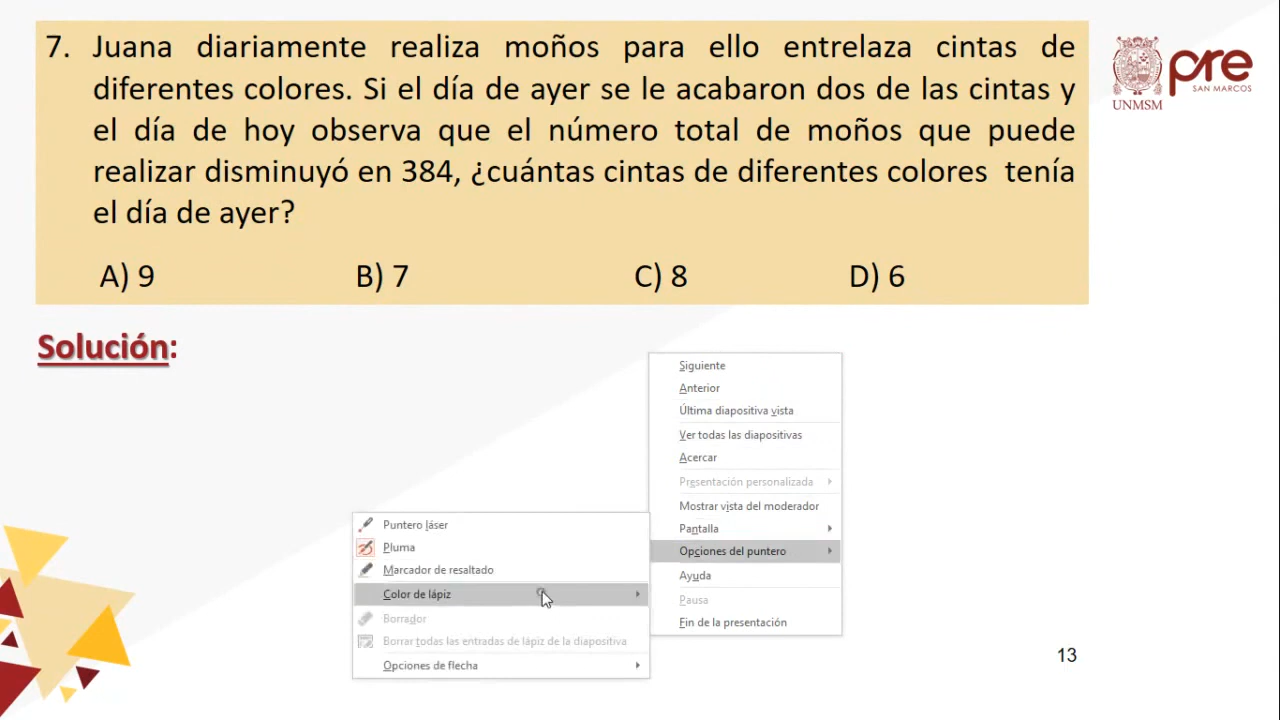 7. Juana diariamente realiza moños para ello entrelaza cintas de
diferentes colores. Si el día de ayer se le acabaron dos de las cintas y
el día de hoy observa que el número total de moños que puede
realizar disminuyó en 384, ¿cuántas cintas de diferentes colores tenía
el día de ayer?
A) 9 B) 7 C) 8 D) 6
UNMSM
pre
SAN MARCOS
Solución:
Siguiente
Anterior
Última diapositiva vista
Ver todas las diapositivas
Acercar
Presentación personalizada
Mostrar vista del moderador
Pantalla
Opciones del puntero
Ayuda
Pausa
Fin de la presentación
Puntero láser
Pluma
Marcador de resaltado
Color de lápiz
Borrador
Borrar todas las entradas de lápiz de la diapositiva
Opciones de flecha
13